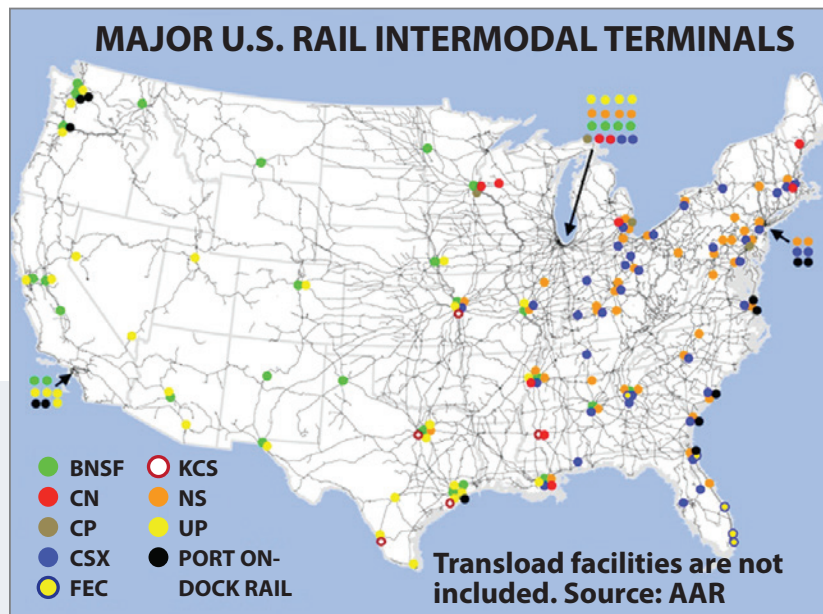 MAJOR U.S. RAIL INTERMODAL TERMINALS
BNSF
CN
CP
CSX
FEC
KCS
NS
UP
PORT ON-
DOCK RAIL
Transload facilities are not
included. Source: AAR